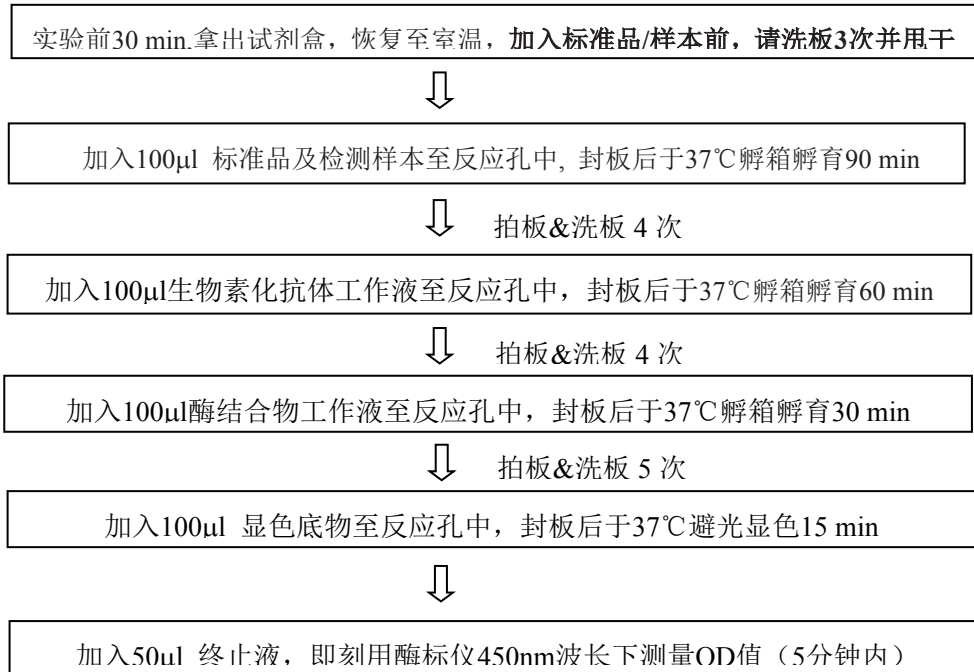 实验前30 min.拿出试剂盒，恢复至室温，加入标准品/样本前，请洗板3次并用干
加入100μl 标准品及检测样本至反应孔中, 封板后于37℃孵箱孵育90 min
拍板&洗板 4 次
加入100μl生物素化抗体工作液至反应孔中，封板后于37℃孵箱孵育60 min
拍板&洗板 4 次
加入100μl酶结合物工作液至反应孔中，封板后于37℃孵箱孵育30 min
拍板&洗板 5 次
加入100μl 显色底物至反应孔中，封板后于37℃避光显色15 min
加入50μl 终止液，即刻用酶标仪450nm波长下测量OD值（5分钟内）